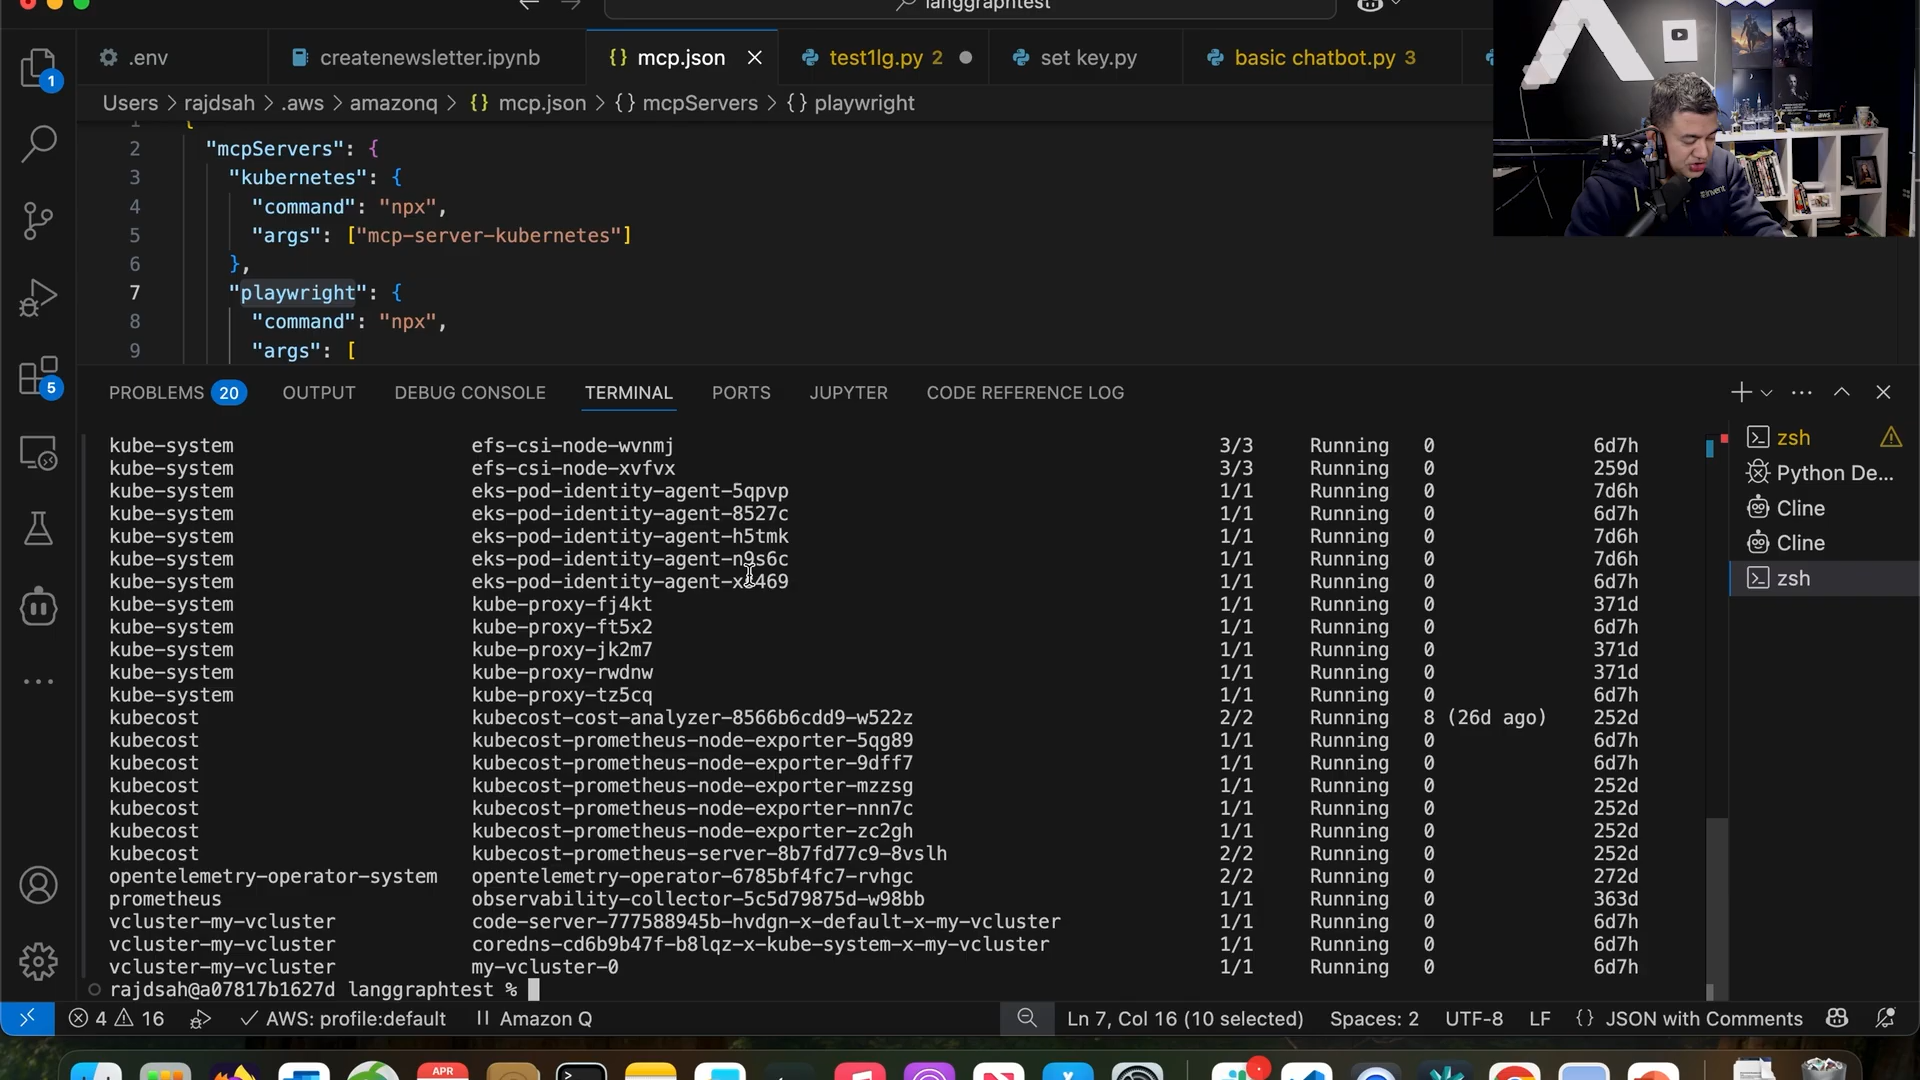 langgraphtest
.env
createnewsletter.ipynb
{} mcp.json
test1lg.py 2
set key.py
basic chatbot.py 3
Users > rajdsah > .aws > amazonq > {} mcp.json > {} mcpServers > {} playwright
1 {
2 "mcpServers": {
3 "kubernetes": {
4 "command": "npx",
5 "args": ["mcp-server-kubernetes"]
6 },
7 "playwright": {
8 "command": "npx",
9 "args": [
1
5
PROBLEMS 20 OUTPUT DEBUG CONSOLE TERMINAL PORTS JUPYTER CODE REFERENCE LOG
kube-system efs-csi-node-wvnmj 3/3 Running 0 6d7h
kube-system efs-csi-node-xvfvx 3/3 Running 0 259d
kube-system eks-pod-identity-agent-5qpvp 1/1 Running 0 7d6h
kube-system eks-pod-identity-agent-8527c 1/1 Running 0 6d7h
kube-system eks-pod-identity-agent-h5tmk 1/1 Running 0 7d6h
kube-system eks-pod-identity-agent-n9s6c 1/1 Running 0 7d6h
kube-system 1/1 Running 0 6d7h
kube-system kube-proxy-fj4kt 1/1 Running 0 371d
kube-system kube-proxy-ft5x2 1/1 Running 0 6d7h
kube-system kube-proxy-jk2m7 1/1 Running 0 371d
kube-system kube-proxy-rwdnw 1/1 Running 0 371d
kube-system kube-proxy-tz5cq 1/1 Running 0 6d7h
kubecost kubecost-cost-analyzer-8566b6cdd9-w522z 2/2 Running 8 (26d ago) 252d
kubecost kubecost-prometheus-node-exporter-5qg89 1/1 Running 0 6d7h
kubecost kubecost-prometheus-node-exporter-9dff7 1/1 Running 0 6d7h
kubecost kubecost-prometheus-node-exporter-mzzsg 1/1 Running 0 252d
kubecost kubecost-prometheus-node-exporter-nnn7c 1/1 Running 0 252d
kubecost kubecost-prometheus-node-exporter-zc2gh 1/1 Running 0 252d
kubecost kubecost-prometheus-server-8b7fd77c9-8vslh 2/2 Running 0 252d
opentelemetry-operator-system opentelemetry-operator-6785bf4fc7-rvhgc 2/2 Running 0 272d
prometheus observability-collector-5c5d79875d-w98bb 1/1 Running 0 363d
vcluster-my-vcluster code-server-777588945b-hvdgn-x-default-x-my-vcluster 1/1 Running 0 6d7h
vcluster-my-vcluster coredns-cd6b9b47f-b8lqz-x-kube-system-x-my-vcluster 1/1 Running 0 6d7h
vcluster-my-vcluster my-vcluster-0 1/1 Running 0 6d7h
rajdsah@a07817b1627d langgraphtest %
zsh
Python De...
Cline
Cline
zsh
4 16 AWS: profile:default Amazon Q Ln 7, Col 16 (10 selected) Spaces: 2 UTF-8 LF {} JSON with Comments
APR